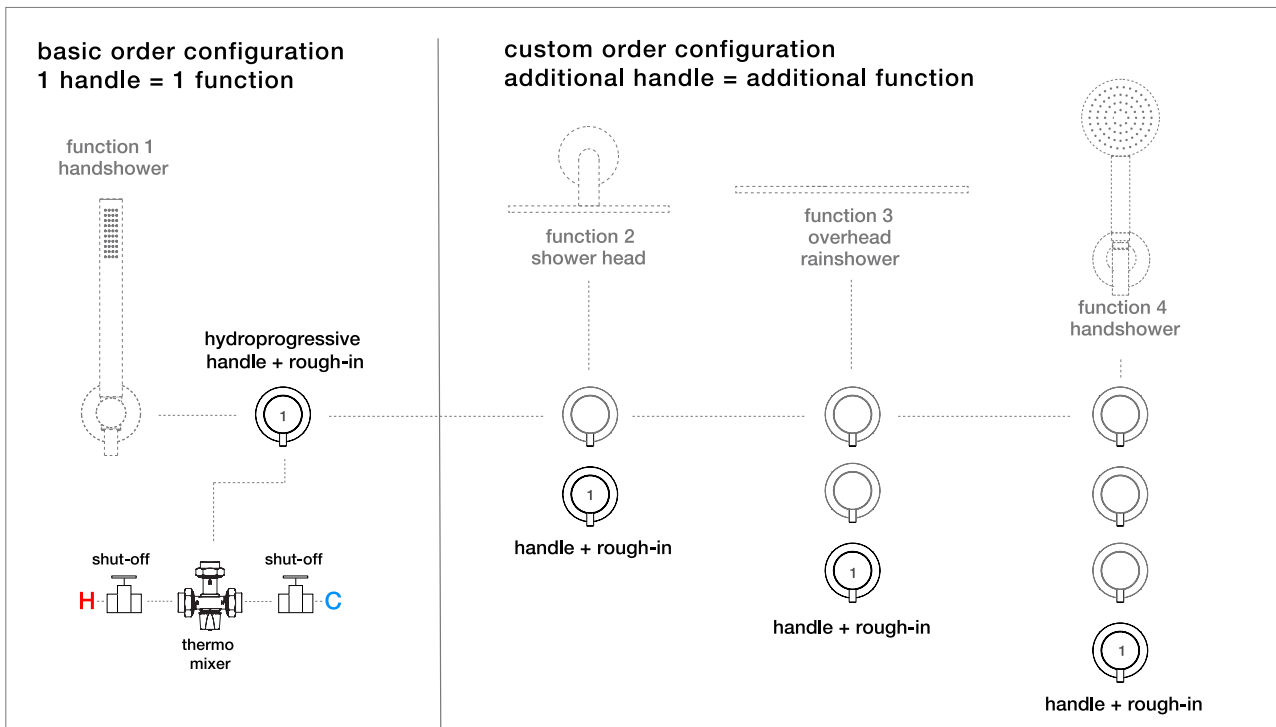 basic order configuration
1 handle = 1 function
function 1
handshower
hydroprogressive
handle + rough-in
1
shut-off
shut-off
H
C
thermo
mixer
custom order configuration
additional handle = additional function
function 2
shower head
1
handle + rough-in
function 3
overhead
rainshower
1
handle + rough-in
function 4
handshower
1
handle + rough-in